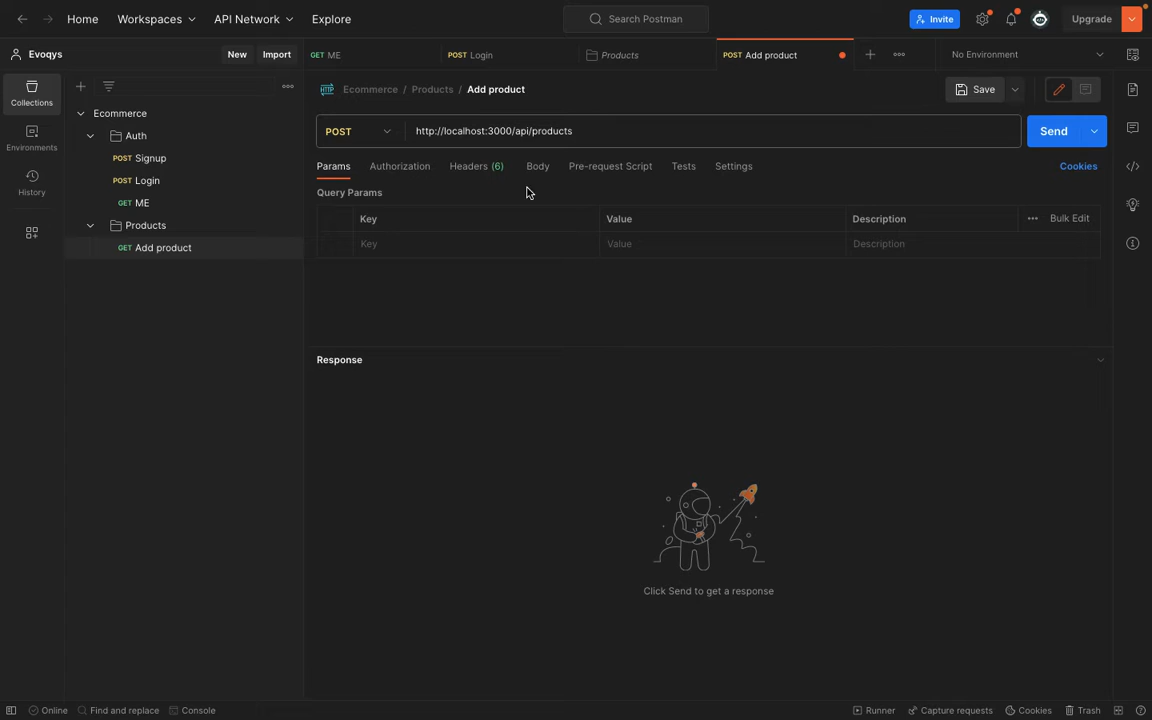 Home Workspaces API Network Explore Search Postman Invite Upgrade
Evoqys New Import GET ME POST Login Products POST Add product No Environment
Collections
Environments
History
Ecommerce
Auth
POST Signup
POST Login
GET ME
Products
GET Add product
HTTP Ecommerce / Products / Add product Save
POST http://localhost:3000/api/products Send
Params Authorization Headers (6) Body Pre-request Script Tests Settings Cookies
Query Params
Key Value Description Bulk Edit
Key Value Description
Response
Click Send to get a response
Online Find and replace Console Runner Capture requests Cookies Trash